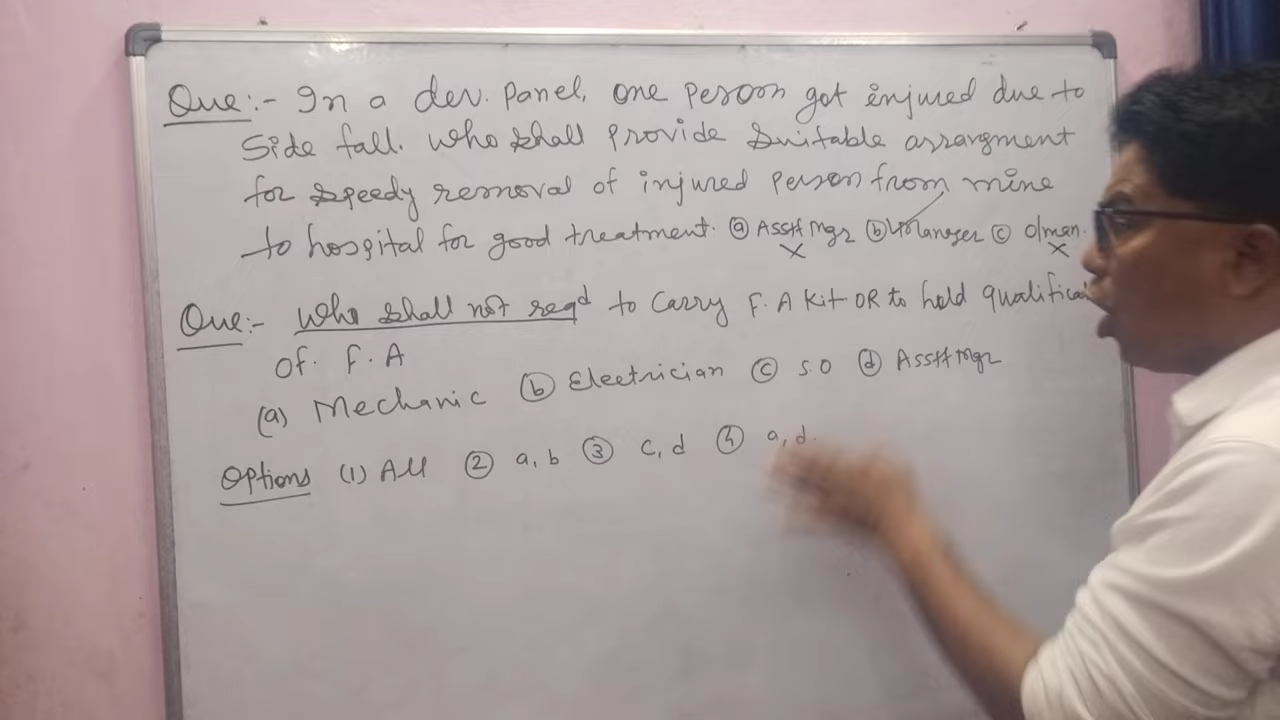 Que:- In a dev. panel, one person got injured due to
side fall. who shall provide suitable arrangment
for speedy removal of injured person from mine
to hospital for good treatment. (a) Asstt Mgr (b) Manager (c) o/man.
Que:- who shall not reqd to carry F. A Kit OR to held qualificai
of. F. A
(a) Mechanic (b) Electrician (c) S.O (d) Asstt Mgr
Options (1) All (2) a, b (3) c, d (4) a, d.